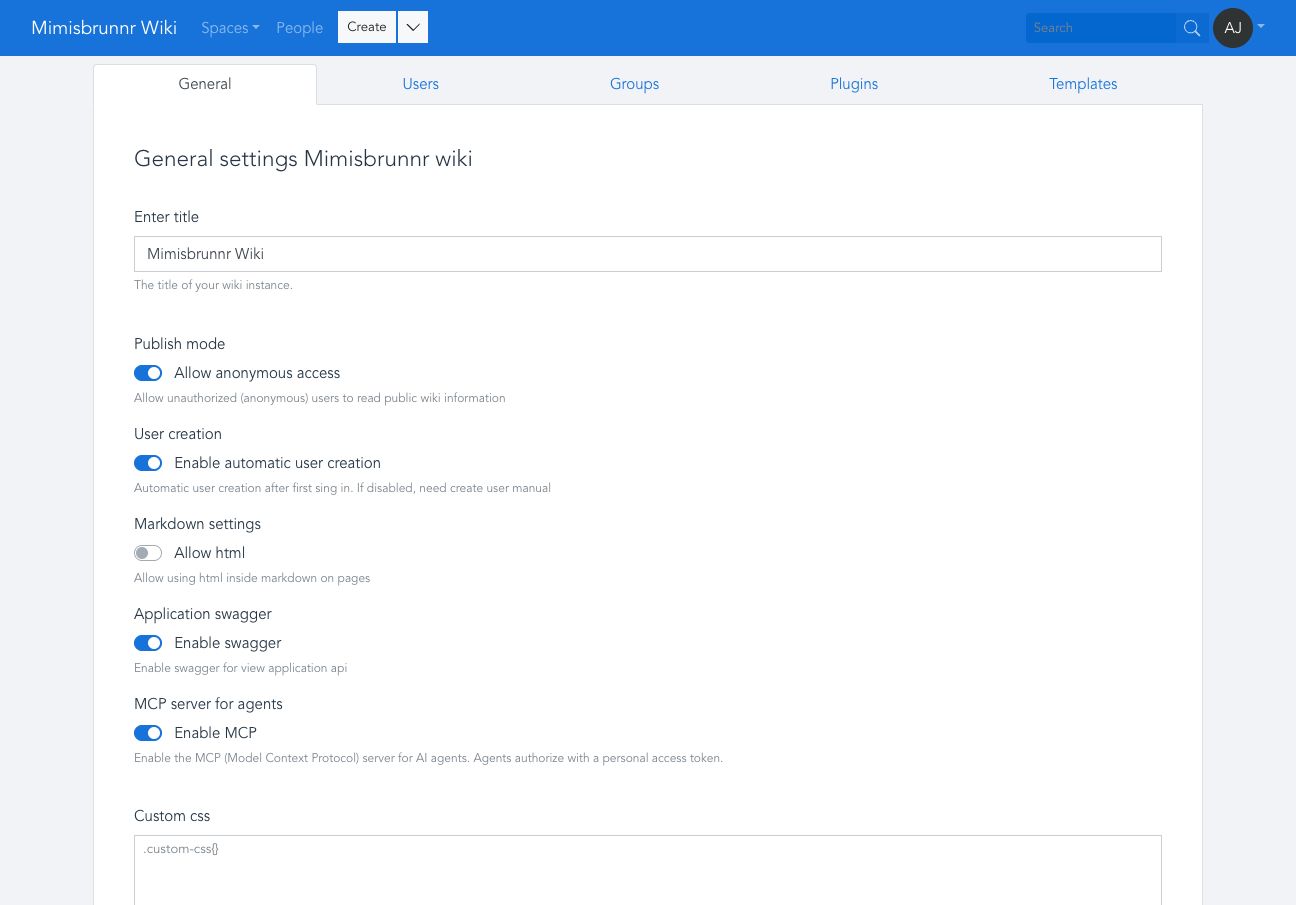 Mimisbrunnr Wiki Spaces People Create Search AJ
General Users Groups Plugins Templates
General settings Mimisbrunnr wiki
Enter title
Mimisbrunnr Wiki
The title of your wiki instance.
Publish mode
Allow anonymous access
Allow unauthorized (anonymous) users to read public wiki information
User creation
Enable automatic user creation
Automatic user creation after first sing in. If disabled, need create user manual
Markdown settings
Allow html
Allow using html inside markdown on pages
Application swagger
Enable swagger
Enable swagger for view application api
MCP server for agents
Enable MCP
Enable the MCP (Model Context Protocol) server for AI agents. Agents authorize with a personal access token.
Custom css
.custom-css{}